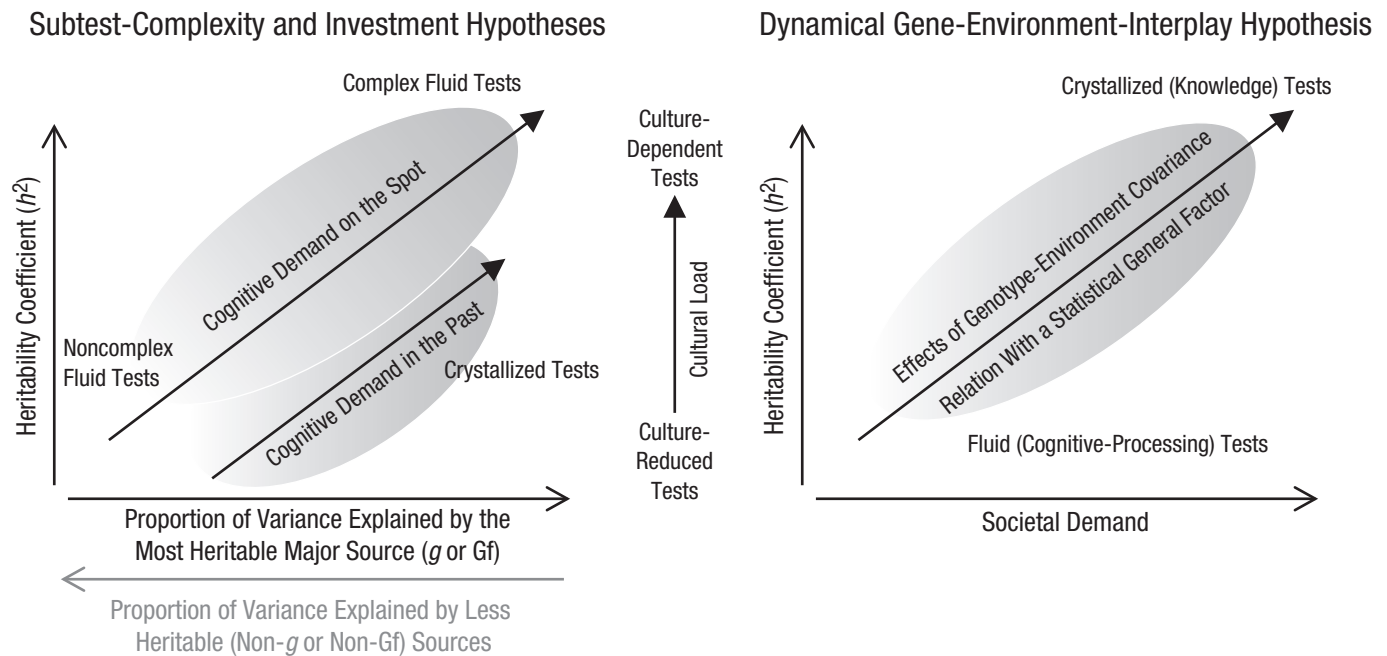 Subtest-Complexity and Investment Hypotheses
Complex Fluid Tests
Heritability Coefficient (h²)
Cognitive Demand on the Spot
Noncomplex
Fluid Tests
Cognitive Demand in the Past
Crystallized Tests
Proportion of Variance Explained by the
Most Heritable Major Source (g or Gf)
Proportion of Variance Explained by Less
Heritable (Non-g or Non-Gf) Sources
Culture-
Dependent
Tests
Cultural Load
Culture-
Reduced
Tests
Dynamical Gene-Environment-Interplay Hypothesis
Crystallized (Knowledge) Tests
Heritability Coefficient (h²)
Effects of Genotype-Environment Covariance
Relation With a Statistical General Factor
Fluid (Cognitive-Processing) Tests
Societal Demand